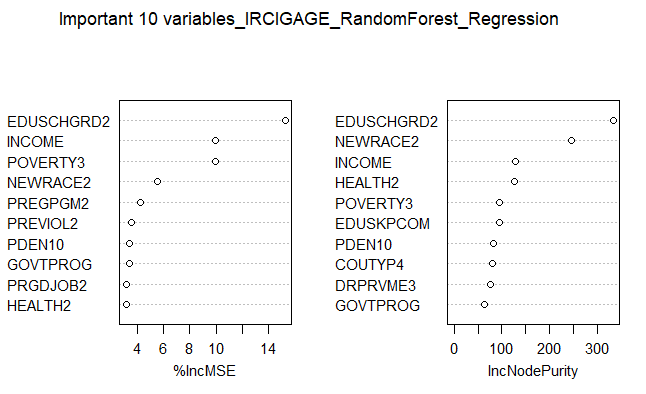 Important 10 variables_IRCIGAGE_RandomForest_Regression
EDUSCHGRD2
INCOME
POVERTY3
NEWRACE2
PREGPGM2
PREVIOL2
PDEN10
GOVTPROG
PRGDJOB2
HEALTH2
4 6 8 10 14
%IncMSE
EDUSCHGRD2
NEWRACE2
INCOME
HEALTH2
POVERTY3
EDUSKPCOM
PDEN10
COUTYP4
DRPRVME3
GOVTPROG
0 100 200 300
IncNodePurity